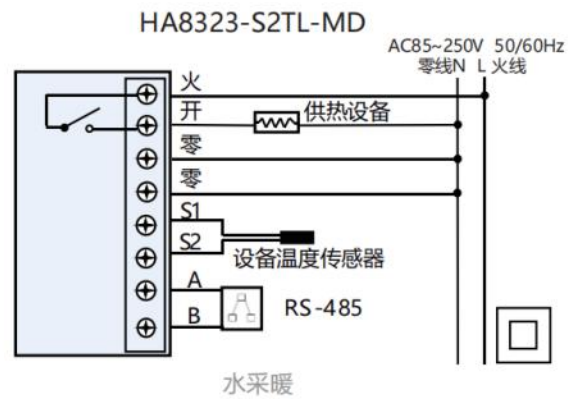 HA8323-S2TL-MD
AC85~250V 50/60Hz
零线N L火线
火
开
供热设备
零
零
S1
S2
设备温度传感器
A
RS-485
B
水采暖